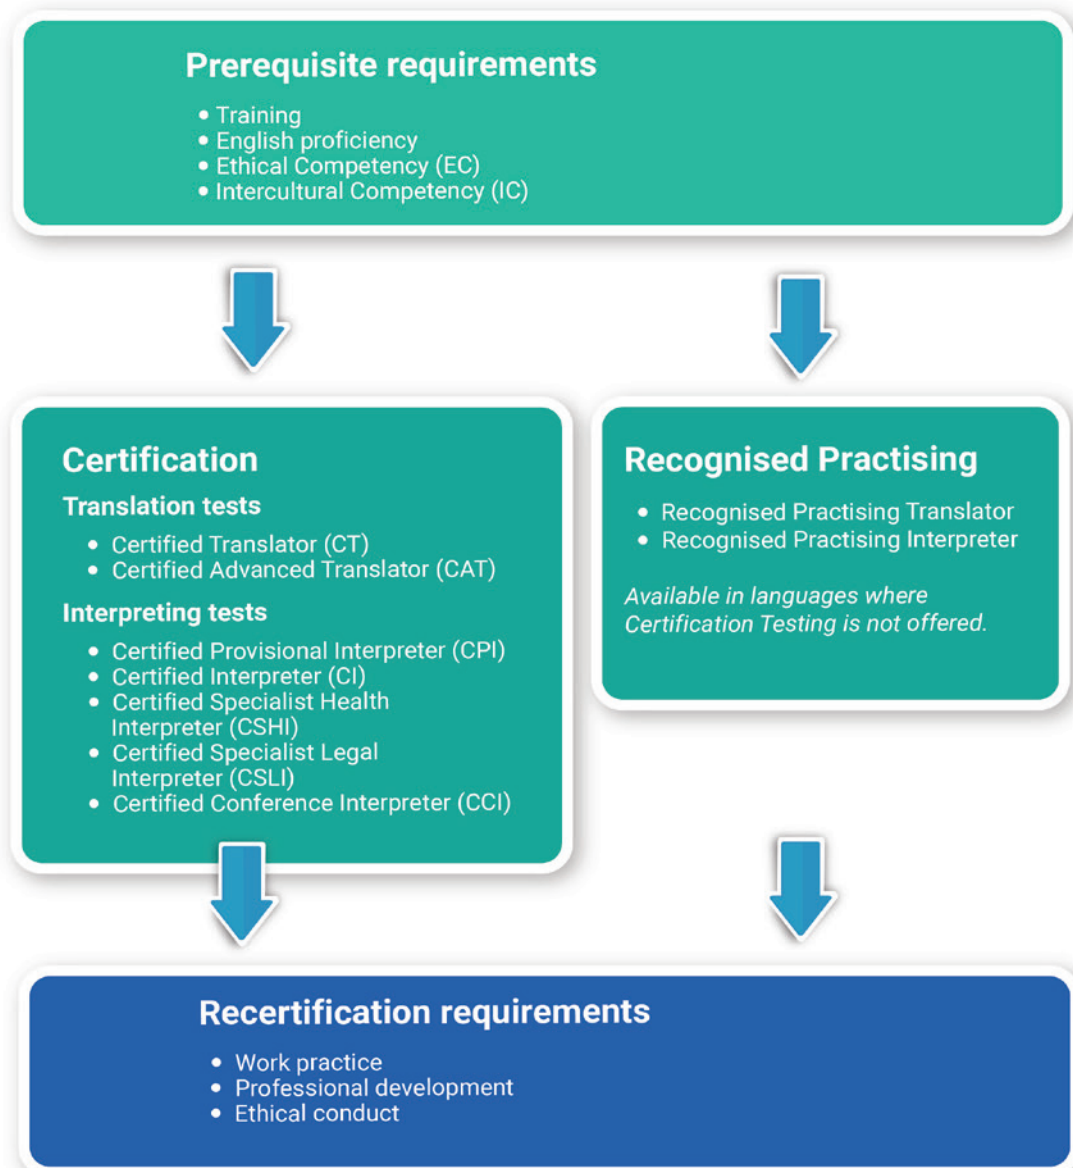 Prerequisite requirements
• Training
• English proficiency
• Ethical Competency (EC)
• Intercultural Competency (IC)
Certification
Translation tests
• Certified Translator (CT)
• Certified Advanced Translator (CAT)
Interpreting tests
• Certified Provisional Interpreter (CPI)
• Certified Interpreter (CI)
• Certified Specialist Health
Interpreter (CSHI)
• Certified Specialist Legal
Interpreter (CSLI)
• Certified Conference Interpreter (CCI)
Recognised Practising
• Recognised Practising Translator
• Recognised Practising Interpreter
Available in languages where
Certification Testing is not offered.
Recertification requirements
• Work practice
• Professional development
• Ethical conduct